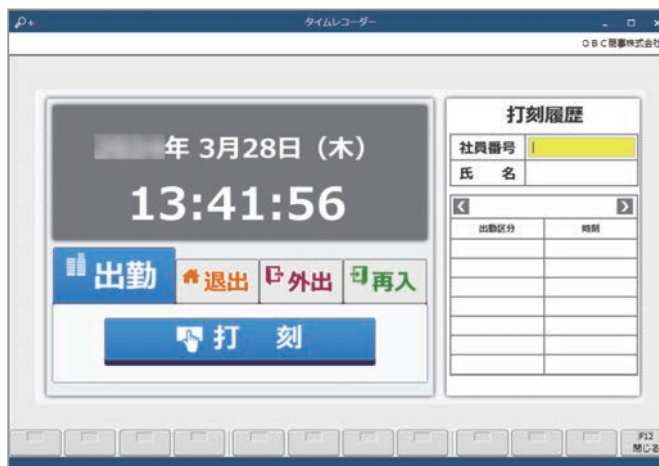 タイムレコーダー
OBC商事株式会社
年 3月28日（木）
13:41:56
出勤
退出
外出
再入
打 刻
打刻履歴
社員番号
氏 名
出勤区分 時刻
F12
閉じる